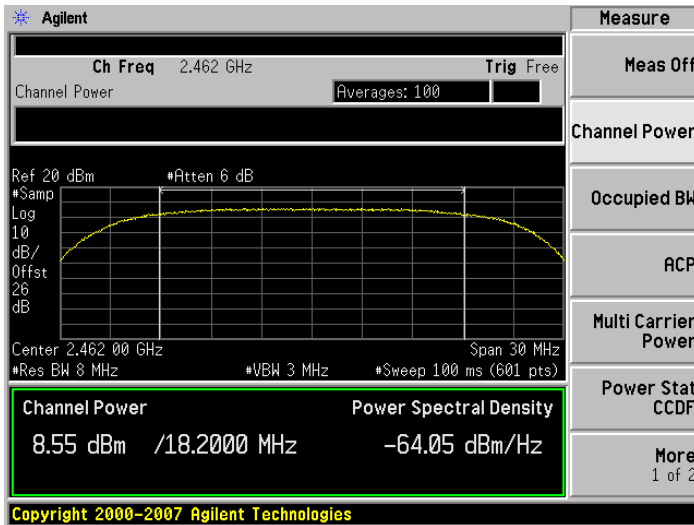 Agilent
Measure
Ch Freq 2.462 GHz Trig Free
Meas Off
Channel Power Averages: 100
Channel Power
Ref 20 dBm #Atten 6 dB
#Samp
Log
10
dB/
Offst
26
dB
Occupied BW
ACP
Multi Carrier
Power
Center 2.462 00 GHz Span 30 MHz
#Res BW 8 MHz #VBW 3 MHz #Sweep 100 ms (601 pts)
Power Stat
CCDF
Channel Power Power Spectral Density
8.55 dBm /18.2000 MHz -64.05 dBm/Hz
More
1 of 2
Copyright 2000-2007 Agilent Technologies